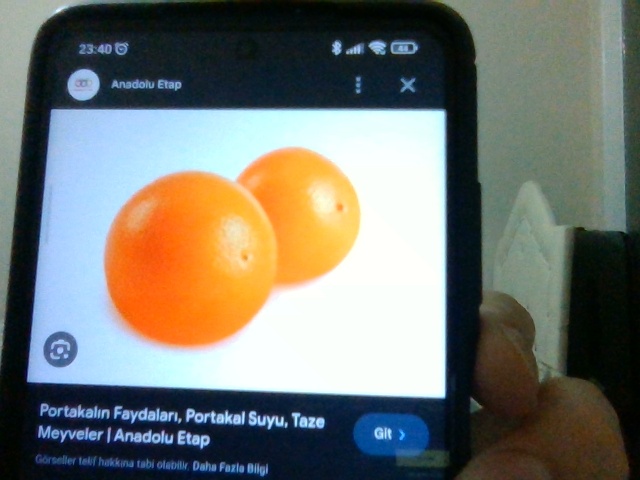 23:40
Anadolu Etap
Portakalın Faydaları, Portakal Suyu, Taze
Meyveler | Anadolu Etap
Git
Görseller telif hakkına tabi olabilir. Daha Fazla Bilgi